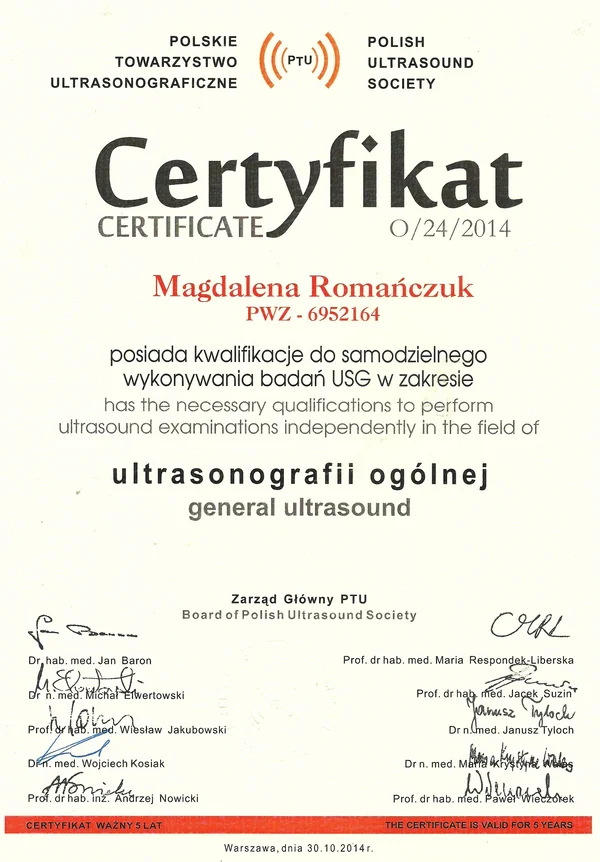 POLSKIE
TOWARZYSTWO
ULTRASONOGRAFICZNE
PTU
POLISH
ULTRASOUND
SOCIETY
Certyfikat
CERTIFICATE O/24/2014
Magdalena Romańczuk
PWZ - 6952164
posiada kwalifikacje do samodzielnego
wykonywania badań USG w zakresie
has the necessary qualifications to perform
ultrasound examinations independently in the field of
ultrasonografii ogólnej
general ultrasound
Zarząd Główny PTU
Board of Polish Ultrasound Society
Dr hab. med. Jan Baron
Prof. dr hab. med. Maria Respondek-Liberska
Dr n. med. Michał Elwertowski
Prof. dr hab. med. Jacek Suzin
Prof. dr hab. med. Wiesław Jakubowski
Janusz Tyloch
Dr n. med. Janusz Tyloch
Dr n. med. Wojciech Kosiak
Dr n. med. Maria Krystyna Walas
Prof. dr hab. inż. Andrzej Nowicki
Prof. dr hab. med. Paweł Wieczorek
CERTYFIKAT WAŻNY 5 LAT
THE CERTIFICATE IS VALID FOR 5 YEARS
Warszawa, dnia 30.10.2014 r.